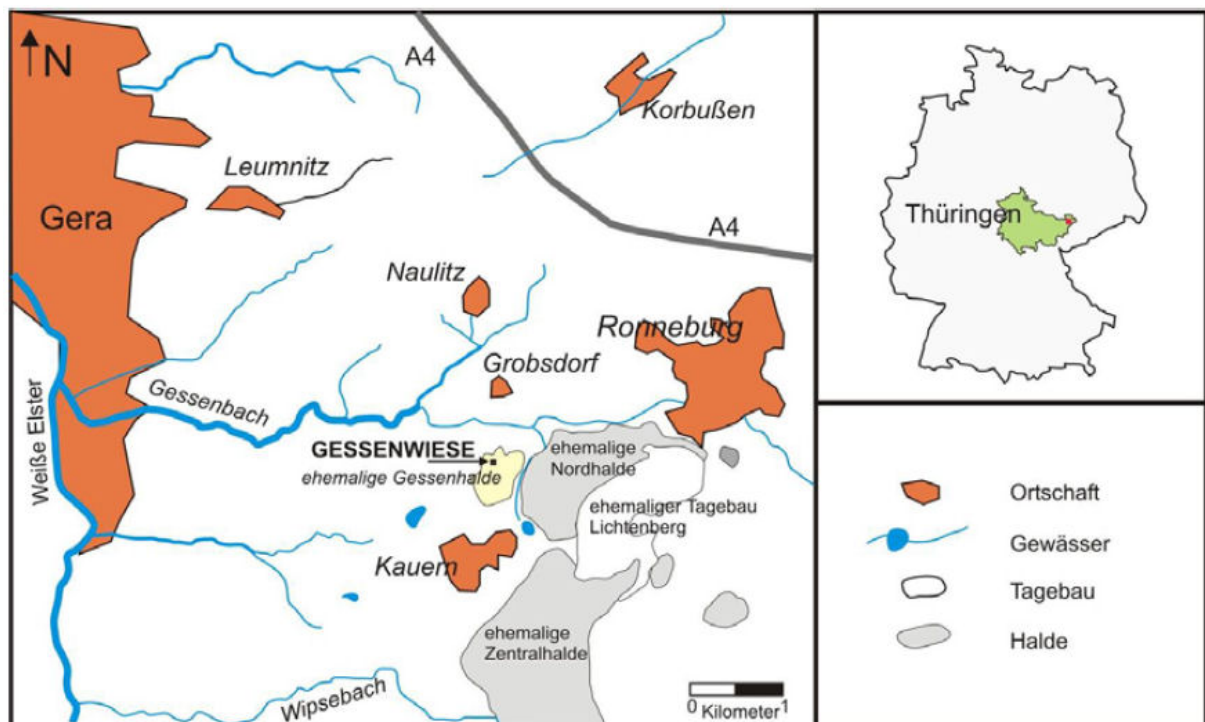 N
A4
Korbußen
Leumnitz
Gera
A4
Naulitz
Ronneburg
Grobsdorf
Gessenbach
Weiße Elster
GESSENWIESE
ehemalige Gessenhalde
ehemalige
Nordhalde
ehemaliger Tagebau
Lichtenberg
Kauern
ehemalige
Zentralhalde
Wipsebach
0 Kilometer 1
Thüringen
Ortschaft
Gewässer
Tagebau
Halde